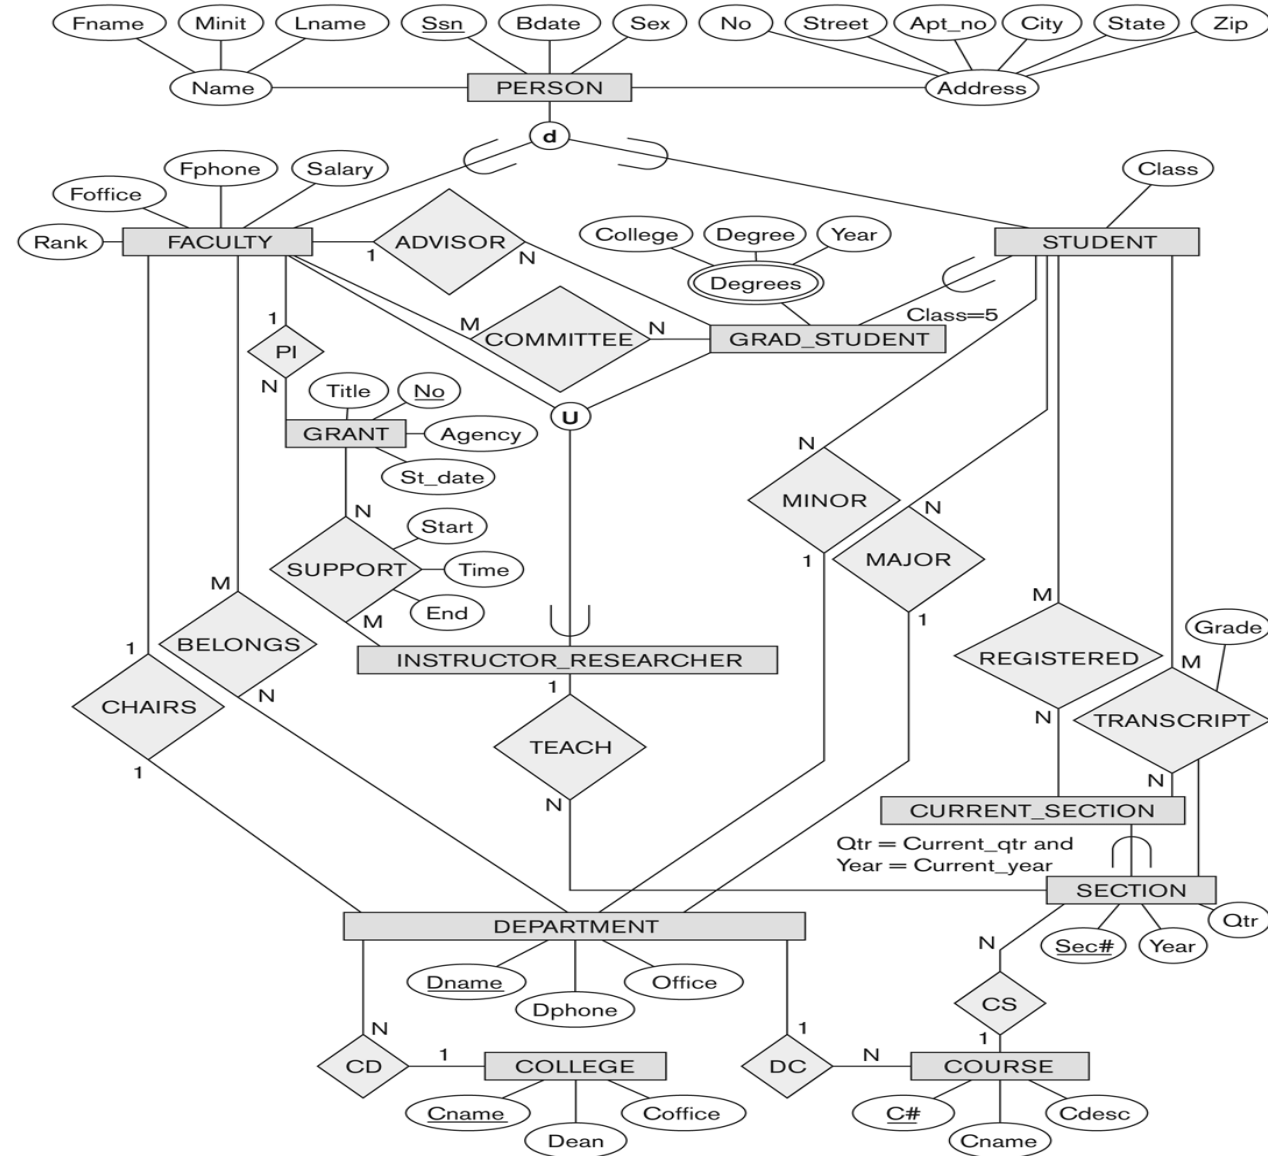 Fname Minit Lname Ssn Bdate Sex No Street Apt_no City State Zip
Name PERSON Address
d
Fphone Salary Class
Foffice
Rank FACULTY ADVISOR College Degree Year STUDENT
1 N
Degrees
Class=5
1 M COMMITTEE N GRAD_STUDENT
PI
N Title No
U
GRANT Agency
N
St_date
MINOR
N N
Start
1 MAJOR
SUPPORT Time
M End
M 1 M
Grade
1 BELONGS
INSTRUCTOR_RESEARCHER REGISTERED M
N 1
CHAIRS N TRANSCRIPT
TEACH
1 N
N CURRENT_SECTION
Qtr = Current_qtr and
Year = Current_year
SECTION
DEPARTMENT Qtr
N Sec# Year
Dname Office
Dphone CS
N 1 1
CD 1 COLLEGE DC N COURSE
Cname Coffice C# Cdesc
Dean Cname